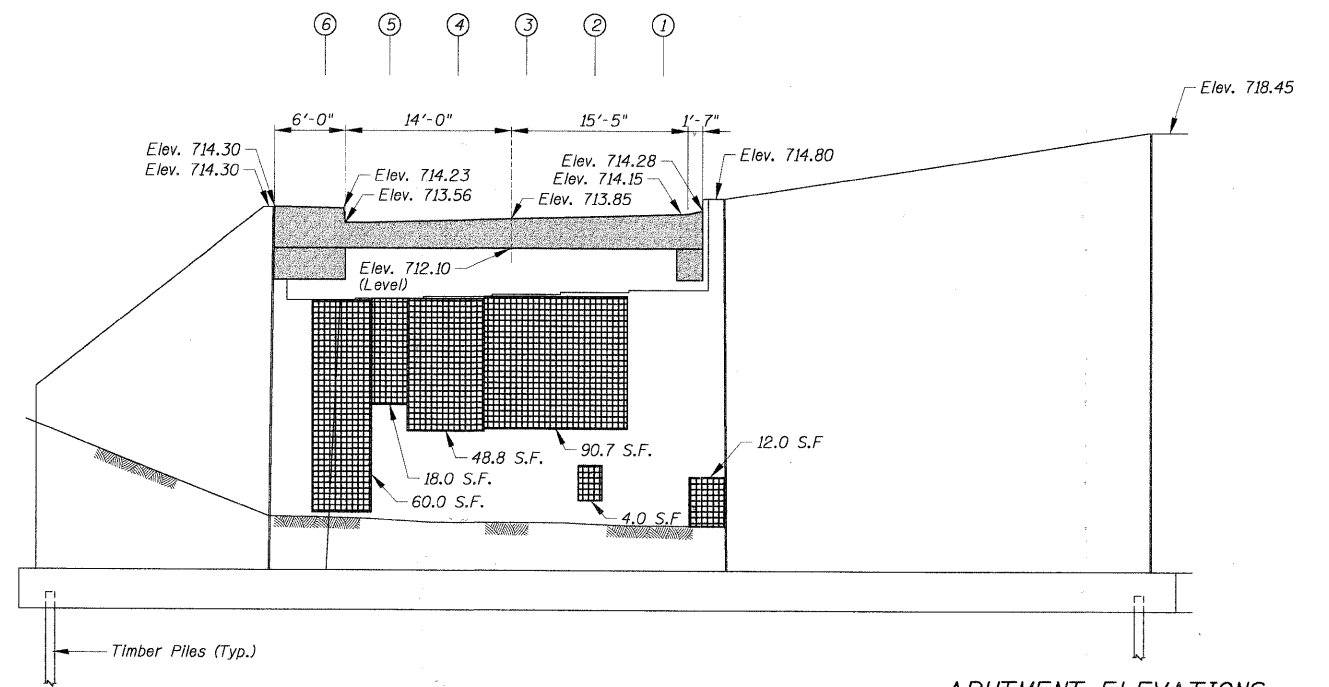 6 5 4 3 2 1
Elev. 718.45
6'-0" 14'-0" 15'-5" 1'-7"
Elev. 714.30
Elev. 714.30
Elev. 714.23
Elev. 713.56
Elev. 714.28
Elev. 714.15
Elev. 713.85
Elev. 714.80
Elev. 712.10
(Level)
48.8 S.F.
90.7 S.F.
12.0 S.F
18.0 S.F.
60.0 S.F.
4.0 S.F
Timber Piles (Typ.)
ABUTMENT ELEVATIONS